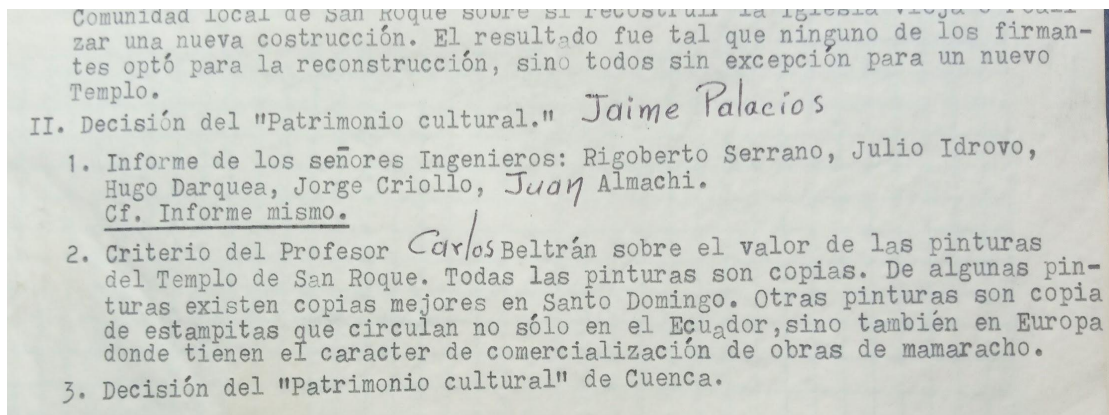 Comunidad local de San Roque sobre si recostruir la Iglesia vieja o reali-
zar una nueva costrucción. El resultado fue tal que ninguno de los firman-
tes optó para la reconstrucción, sino todos sin excepción para un nuevo
Templo.
II. Decisión del "Patrimonio cultural." Jaime Palacios
1. Informe de los señores Ingenieros: Rigoberto Serrano, Julio Idrovo,
Hugo Darquea, Jorge Criollo, Juan Almachi.
Cf. Informe mismo.
2. Criterio del Profesor Carlos Beltrán sobre el valor de las pinturas
del Templo de San Roque. Todas las pinturas son copias. De algunas pin-
turas existen copias mejores en Santo Domingo. Otras pinturas son copia
de estampitas que circulan no sólo en el Ecuador,sino también en Europa
donde tienen el caracter de comercialización de obras de mamaracho.
3. Decisión del "Patrimonio cultural" de Cuenca.